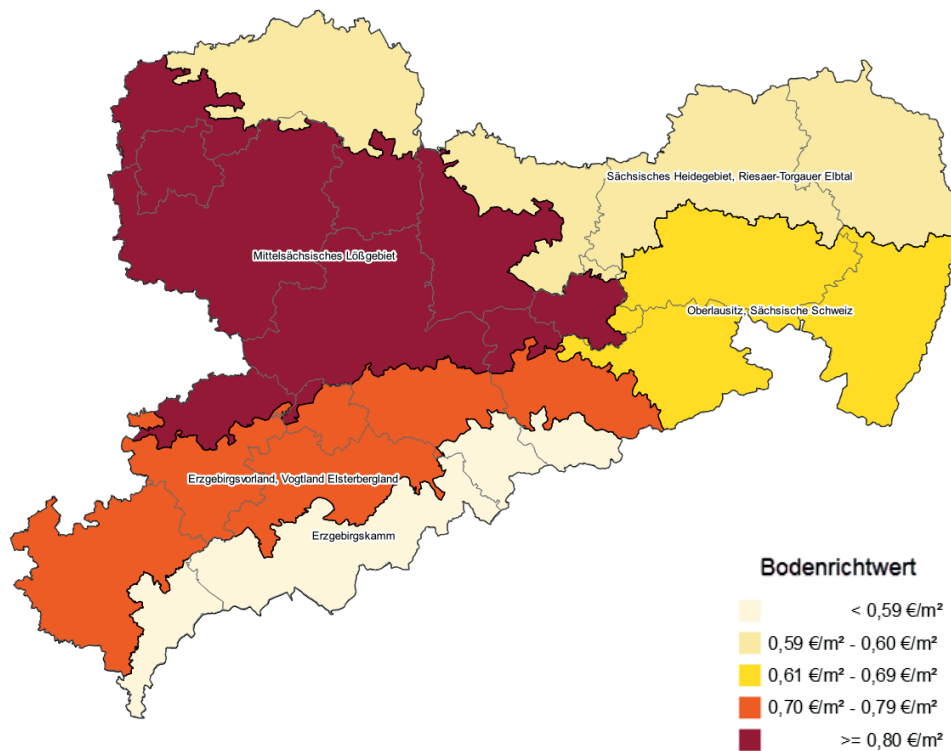 Sächsisches Heidegebiet, Riesaer-Torgauer Elbtal
Mittelsächsisches Lößgebiet
Oberlausitz, Sächsische Schweiz
Erzgebirgsvorland, Vogtland Elsterbergland
Erzgebirgskamm
Bodenrichtwert
< 0,59 €/m²
0,59 €/m² - 0,60 €/m²
0,61 €/m² - 0,69 €/m²
0,70 €/m² - 0,79 €/m²
>= 0,80 €/m²